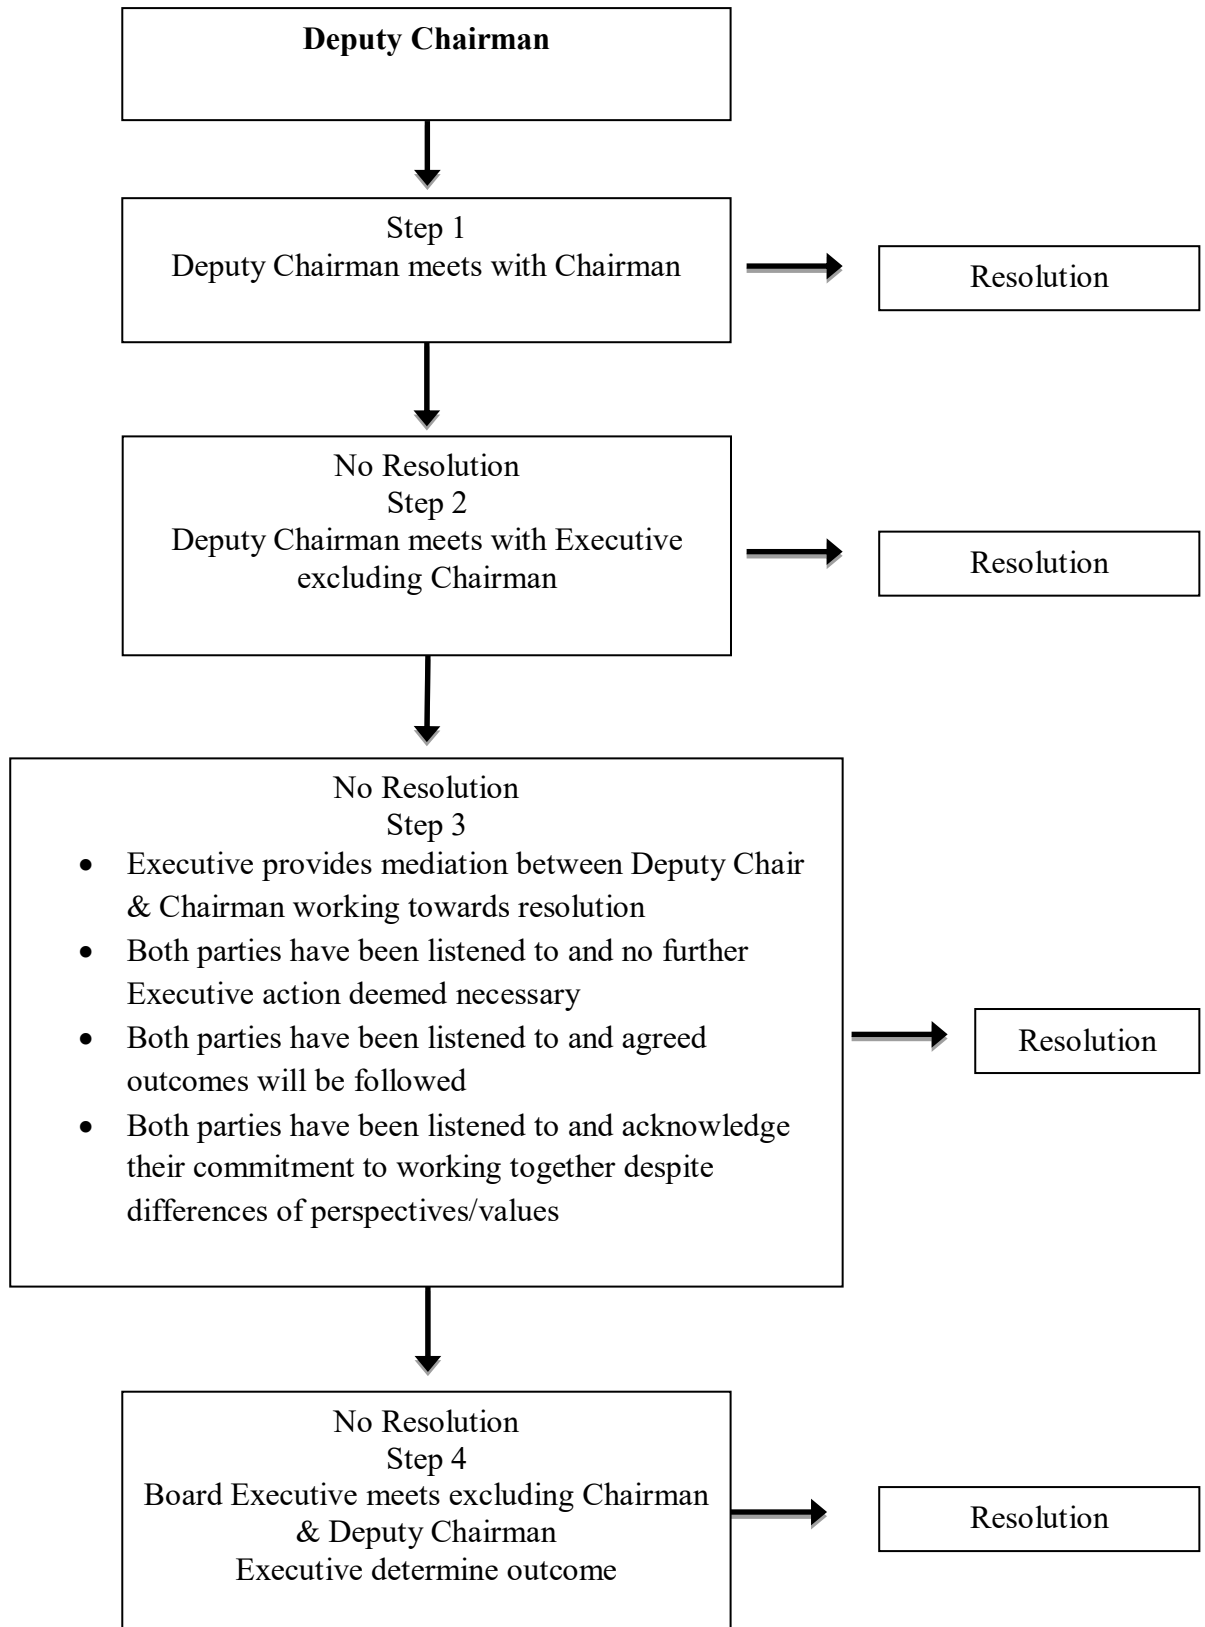 Deputy Chairman
Step 1
Deputy Chairman meets with Chairman
Resolution
No Resolution
Step 2
Deputy Chairman meets with Executive
excluding Chairman
Resolution
No Resolution
Step 3
• Executive provides mediation between Deputy Chair
& Chairman working towards resolution
• Both parties have been listened to and no further
Executive action deemed necessary
• Both parties have been listened to and agreed
outcomes will be followed
• Both parties have been listened to and acknowledge
their commitment to working together despite
differences of perspectives/values
Resolution
No Resolution
Step 4
Board Executive meets excluding Chairman
& Deputy Chairman
Executive determine outcome
Resolution